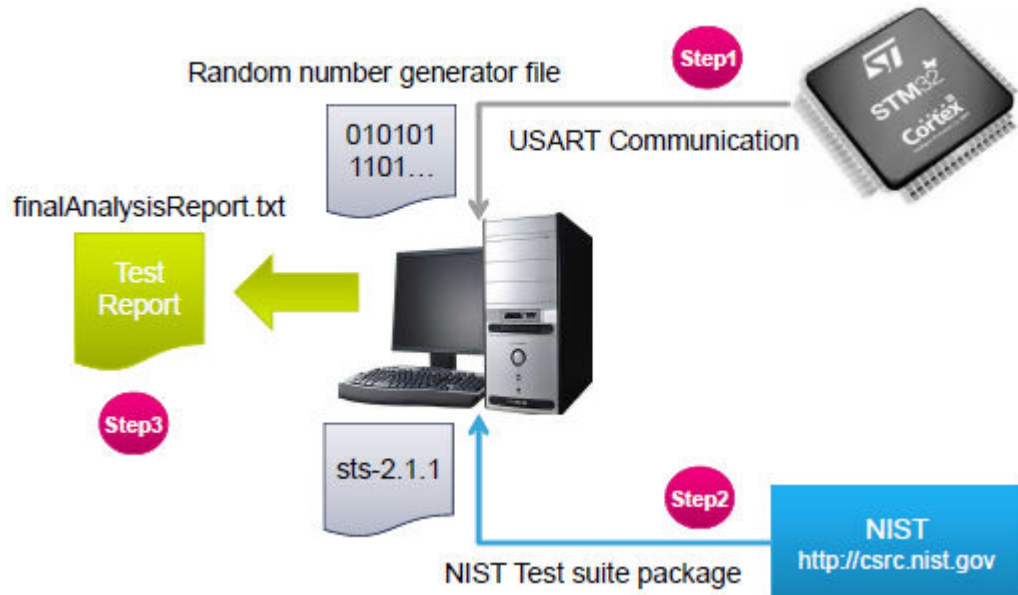 Step1
ST
STM32
Cortex
Random number generator file
010101
1101...
USART Communication
finalAnalysisReport.txt
Test
Report
Step3
sts-2.1.1
Step2
NIST
http://csrc.nist.gov
NIST Test suite package